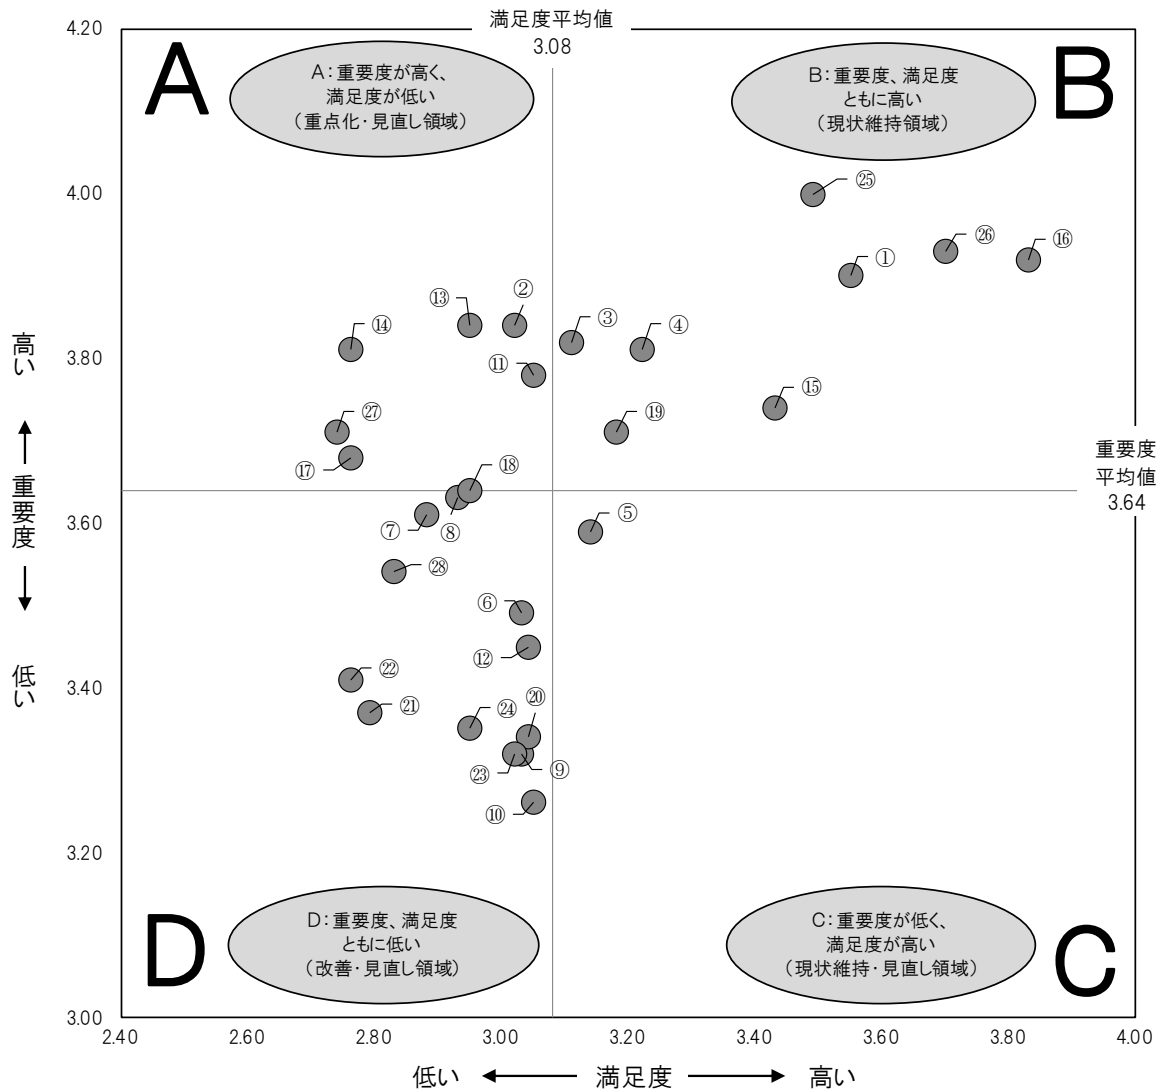 4.20
満足度平均値
3.08
A
A：重要度が高く、
満足度が低い
（重点化・見直し領域）
B：重要度、満足度
ともに高い
（現状維持領域）
B
4.00
㉕
㉖
⑯
①
⑬
②
③
④
⑭
⑪
3.80
⑮
㉗
⑲
⑰
⑱
重要度
平均値
3.64
高い
重要度
低い
3.60
⑦
⑧
⑤
㉘
⑥
⑫
㉒
3.40
㉑
㉔
⑳
㉓
⑨
⑩
3.20
D
D：重要度、満足度
ともに低い
（改善・見直し領域）
C：重要度が低く、
満足度が高い
（現状維持・見直し領域）
C
3.00
2.40
2.60
2.80
3.00
3.20
3.40
3.60
3.80
4.00
低い
満足度
高い